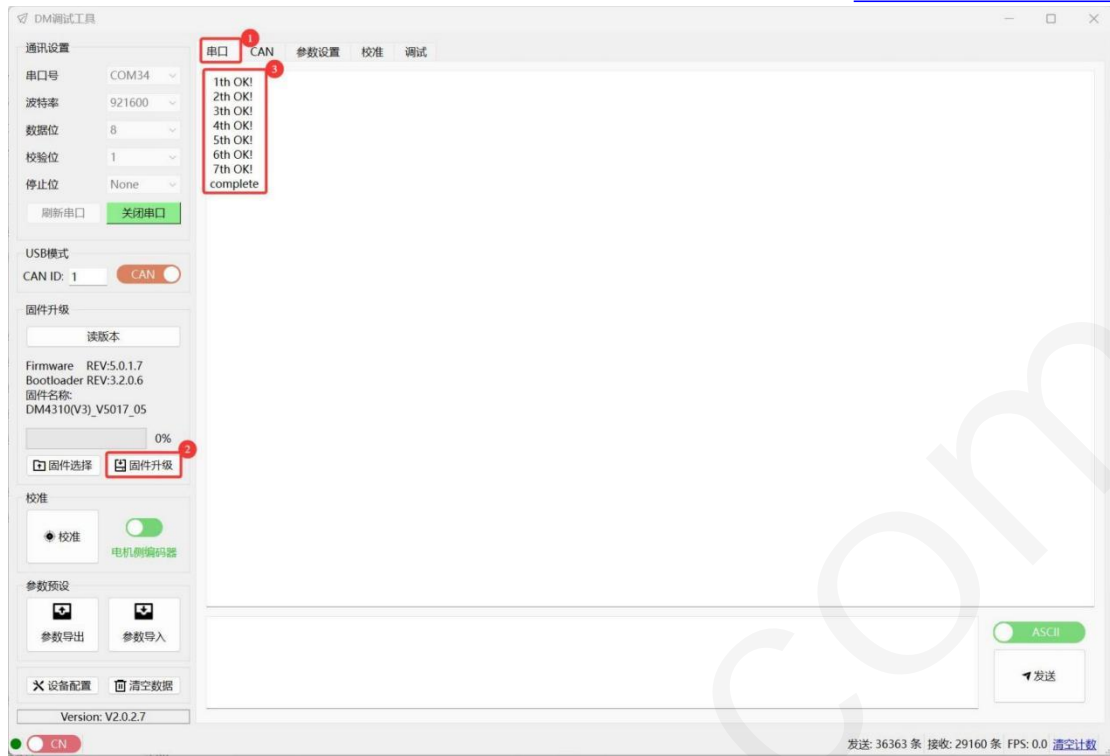 DM调试工具
通讯设置
串口号 COM34
波特率 921600
数据位 8
校验位 1
停止位 None
刷新串口 关闭串口
USB模式
CAN ID: 1 CAN
固件升级
读版本
Firmware REV:5.0.1.7
Bootloader REV:3.2.0.6
固件名称:
DM4310(V3)_V5017_05
0%
2
固件选择 固件升级
校准
校准
电机侧编码器
参数预设
参数导出 参数导入
设备配置 清空数据
Version: V2.0.2.7
CN
1
串口 CAN 参数设置 校准 调试
3
1th OK!
2th OK!
3th OK!
4th OK!
5th OK!
6th OK!
7th OK!
complete
ASCII
发送
发送: 36363 条 接收: 29160 条 FPS: 0.0 清空计数
com